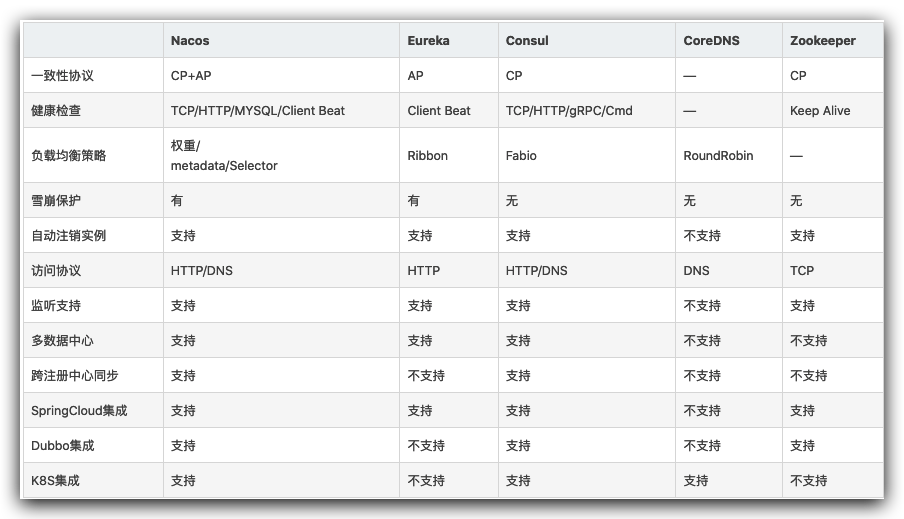 Nacos Eureka Consul CoreDNS Zookeeper
一致性协议 CP+AP AP CP — CP
健康检查 TCP/HTTP/MYSQL/Client Beat Client Beat TCP/HTTP/gRPC/Cmd — Keep Alive
负载均衡策略 权重/
metadata/Selector Ribbon Fabio RoundRobin —
雪崩保护 有 有 无 无 无
自动注销实例 支持 支持 支持 不支持 支持
访问协议 HTTP/DNS HTTP HTTP/DNS DNS TCP
监听支持 支持 支持 支持 不支持 支持
多数据中心 支持 支持 支持 不支持 不支持
跨注册中心同步 支持 不支持 支持 不支持 不支持
SpringCloud集成 支持 支持 支持 不支持 支持
Dubbo集成 支持 不支持 支持 不支持 支持
K8S集成 支持 不支持 支持 支持 不支持